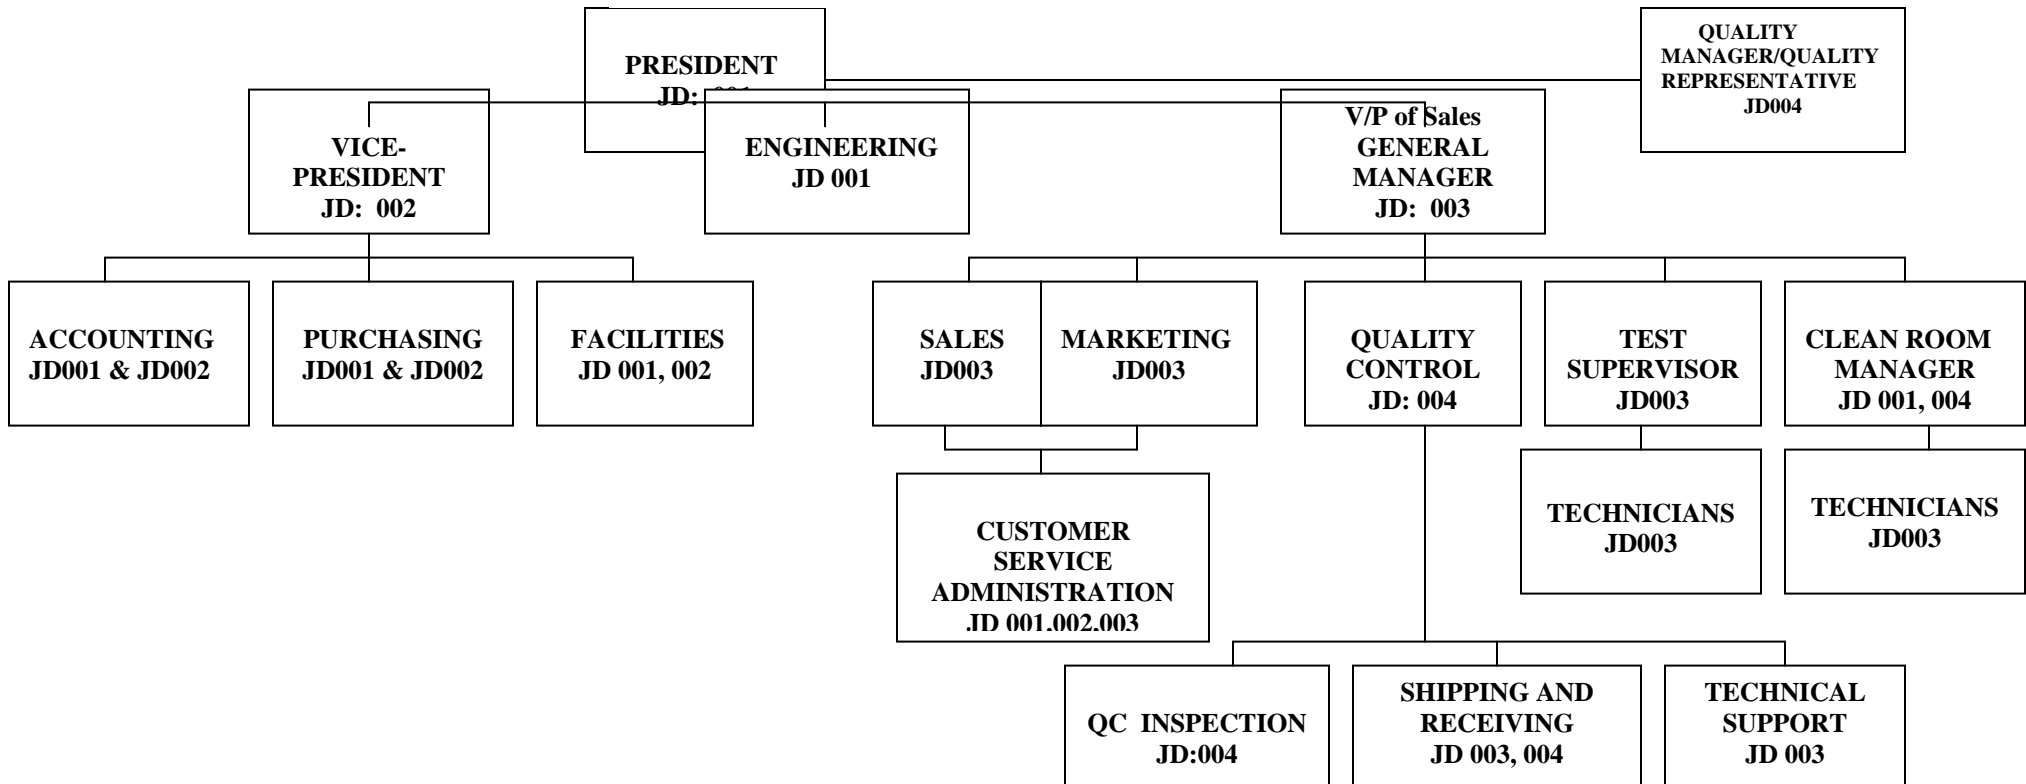 PRESIDENT
JD: 001
QUALITY
MANAGER/QUALITY
REPRESENTATIVE
JD004
VICE-
PRESIDENT
JD: 002
ENGINEERING
JD 001
V/P of Sales
GENERAL
MANAGER
JD: 003
ACCOUNTING
JD001 & JD002
PURCHASING
JD001 & JD002
FACILITIES
JD 001, 002
SALES
JD003
MARKETING
JD003
QUALITY
CONTROL
JD: 004
TEST
SUPERVISOR
JD003
CLEAN ROOM
MANAGER
JD 001, 004
CUSTOMER
SERVICE
ADMINISTRATION
JD 001,002,003
TECHNICIANS
JD003
TECHNICIANS
JD003
QC INSPECTION
JD:004
SHIPPING AND
RECEIVING
JD 003, 004
TECHNICAL
SUPPORT
JD 003